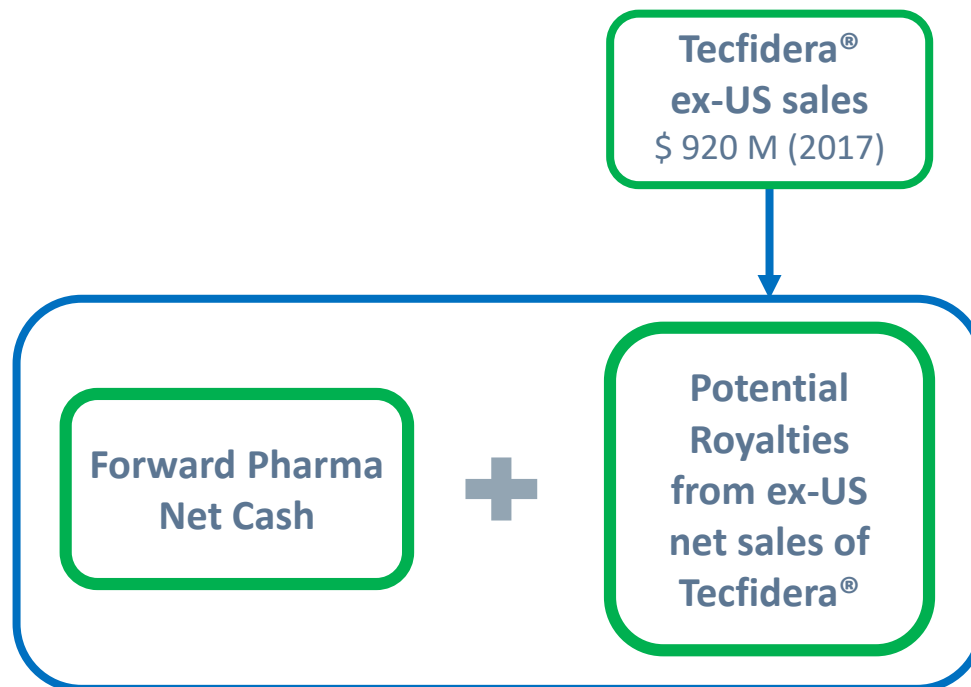 Tecfidera®
ex-US sales
$ 920 M (2017)
Forward Pharma
Net Cash
Potential
Royalties
from ex-US
net sales of
Tecfidera®